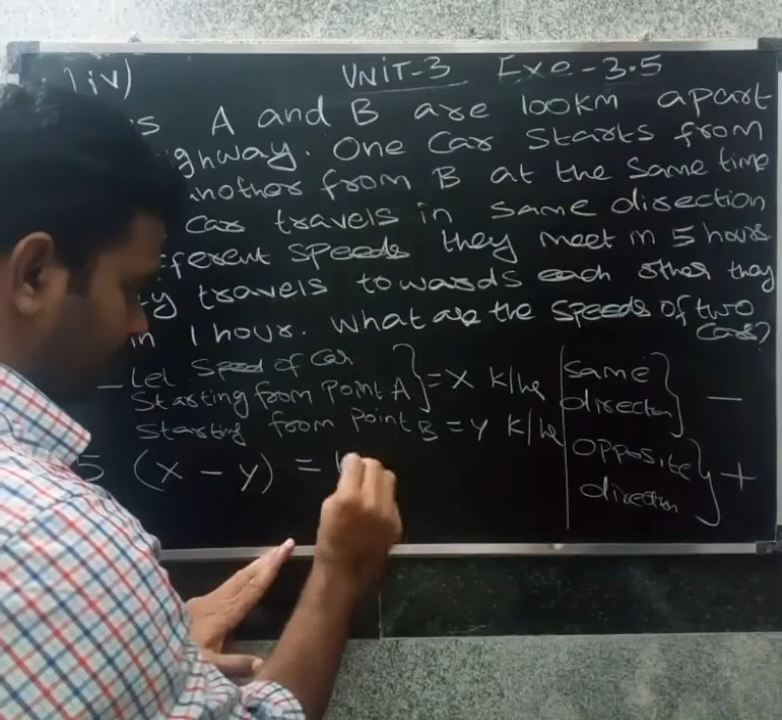 iv) UNIT-3 Exe-3.5
s A and B are 100km apart
ghway. One Car Starts from
nother from B at the same time
Car travels in same direction
fferent speeds they meet in 5 hours
y travels towards each other they
in 1 hour. What are the speeds of two
Cars?
Let Speed of Car
Starting from Point A } = x k/hr
Starting from point B = y k/hr
5 (x - y) =
Same
direction } —
opposite
direction } +